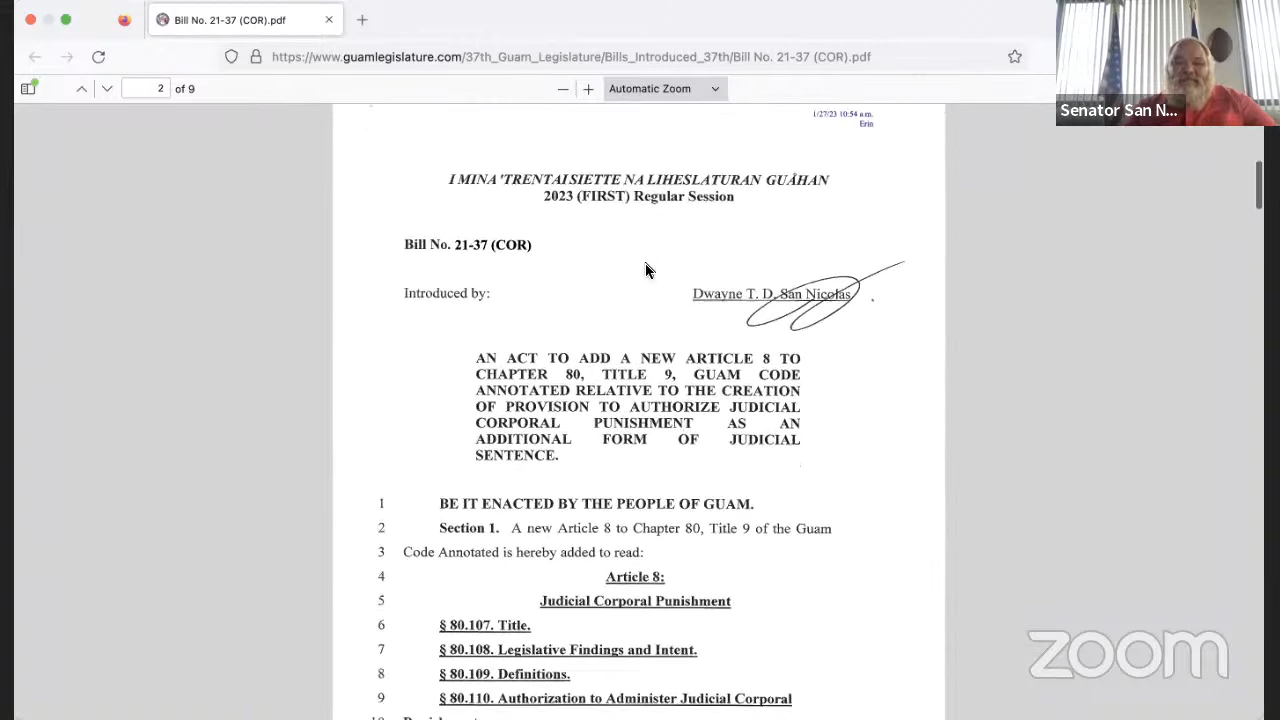 Bill No. 21-37 (COR).pdf
https://www.guamlegislature.com/37th_Guam_Legislature/Bills_Introduced_37th/Bill No. 21-37 (COR).pdf
2 of 9
Automatic Zoom
Senator San N...
1/27/23 10:54 a.m.
Erin
I MINA 'TRENTAI SIETTE NA LIHESLATURAN GUÅHAN
2023 (FIRST) Regular Session
Bill No. 21-37 (COR)
Introduced by: Dwayne T. D. San Nicolas
AN ACT TO ADD A NEW ARTICLE 8 TO
CHAPTER 80, TITLE 9, GUAM CODE
ANNOTATED RELATIVE TO THE CREATION
OF PROVISION TO AUTHORIZE JUDICIAL
CORPORAL PUNISHMENT AS AN
ADDITIONAL FORM OF JUDICIAL
SENTENCE.
1 BE IT ENACTED BY THE PEOPLE OF GUAM.
2 Section 1. A new Article 8 to Chapter 80, Title 9 of the Guam
3 Code Annotated is hereby added to read:
4 Article 8:
5 Judicial Corporal Punishment
6 § 80.107. Title.
7 § 80.108. Legislative Findings and Intent.
8 § 80.109. Definitions.
9 § 80.110. Authorization to Administer Judicial Corporal
zoom